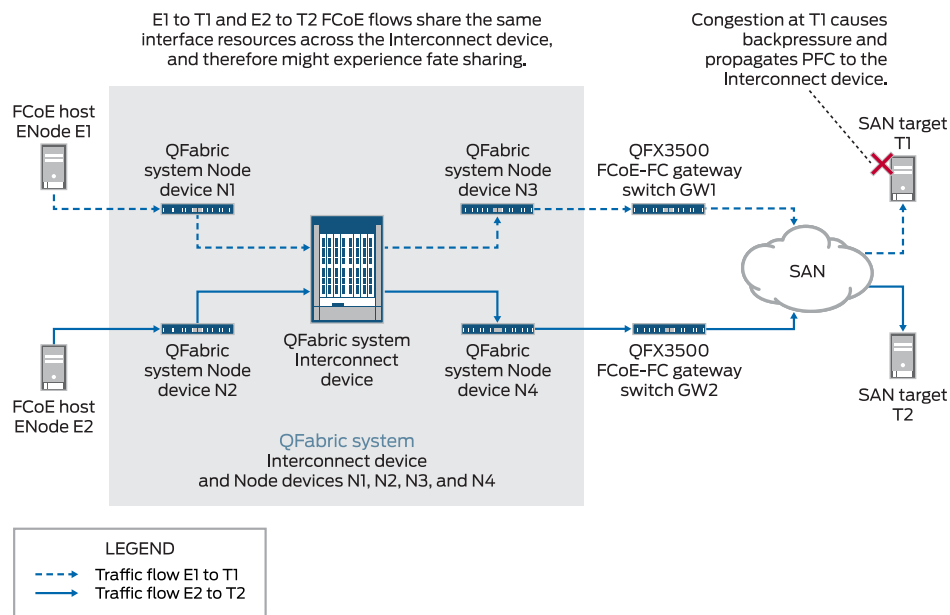 E1 to T1 and E2 to T2 FCoE flows share the same
interface resources across the Interconnect device,
and therefore might experience fate sharing.
Congestion at T1 causes
backpressure and
propagates PFC to the
Interconnect device.
FCoE host
ENode E1
QFabric
system Node
device N1
QFabric
system Node
device N3
QFX3500
FCoE-FC gateway
switch GW1
SAN target
T1
SAN
QFabric
system Node
device N2
QFabric system
Interconnect
device
QFabric
system Node
device N4
QFX3500
FCoE-FC gateway
switch GW2
SAN target
T2
FCoE host
ENode E2
QFabric system
Interconnect device
and Node devices N1, N2, N3, and N4
LEGEND
Traffic flow E1 to T1
Traffic flow E2 to T2